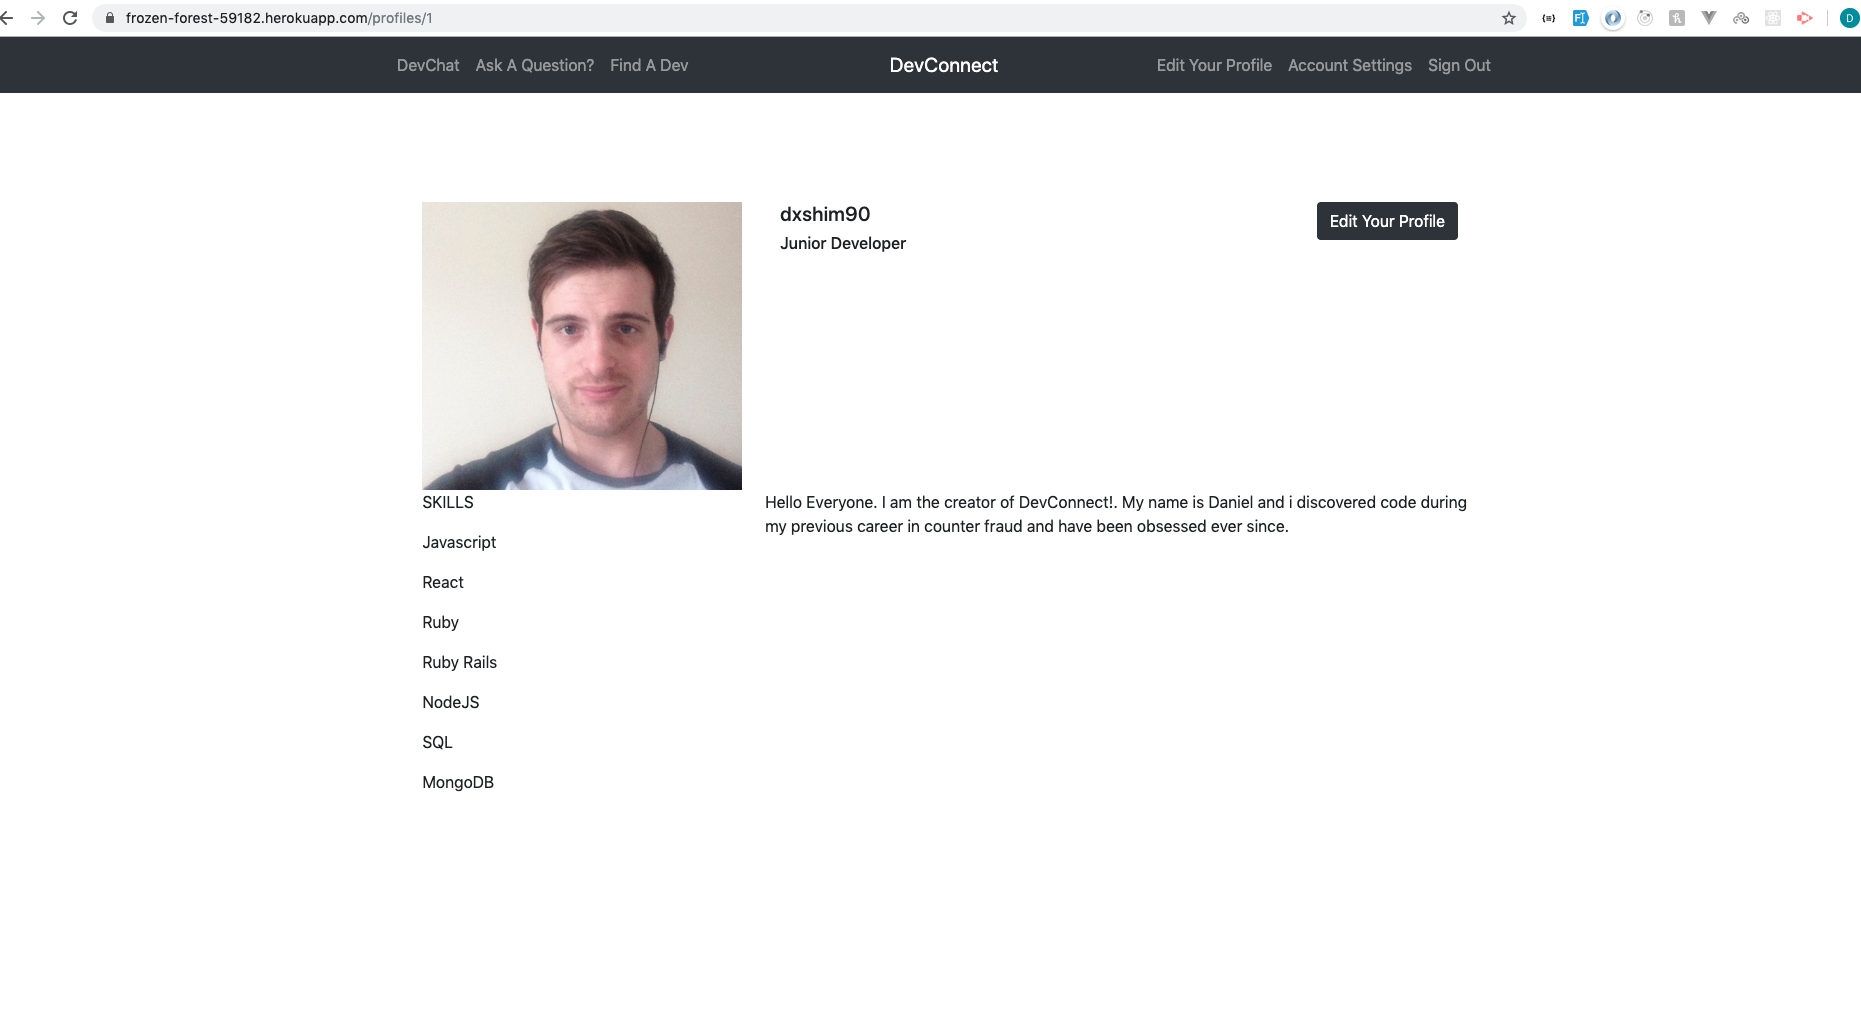 frozen-forest-59182.herokuapp.com/profiles/1
D
DevChat Ask A Question? Find A Dev DevConnect Edit Your Profile Account Settings Sign Out
dxshim90
Edit Your Profile
Junior Developer
SKILLS
Hello Everyone. I am the creator of DevConnect!. My name is Daniel and i discovered code during
my previous career in counter fraud and have been obsessed ever since.
Javascript
React
Ruby
Ruby Rails
NodeJS
SQL
MongoDB